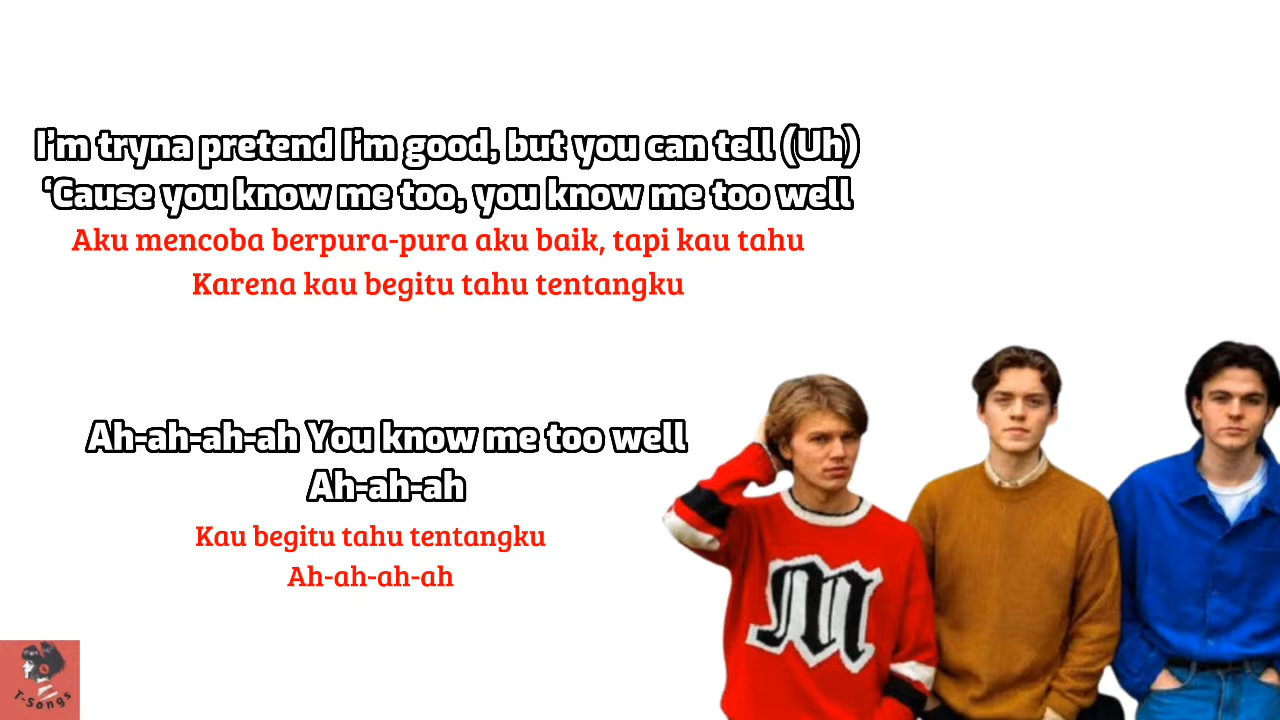 I'm tryna pretend I'm good, but you can tell (Uh)
‘Cause you know me too, you know me too well
Aku mencoba berpura-pura aku baik, tapi kau tahu
Karena kau begitu tahu tentangku
Ah-ah-ah-ah You know me too well
Ah-ah-ah
Kau begitu tahu tentangku
Ah-ah-ah-ah
M
T-Songs